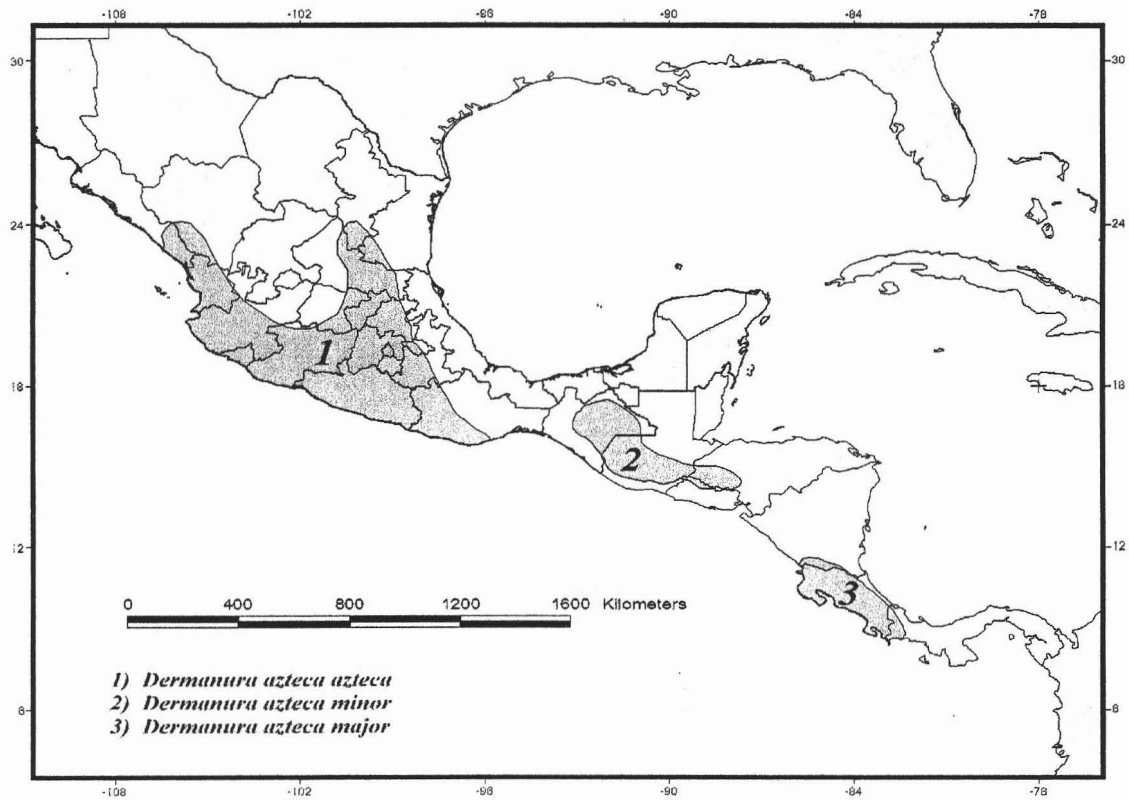 -108 -102 -96 -90 -84 -78
30 30
24 24
1
18 18
2
12 12
3
0 400 800 1200 1600 Kilometers
1) Dermanura azteca azteca
2) Dermanura azteca minor
3) Dermanura azteca major
6 6
-108 -102 -96 -90 -84 -78